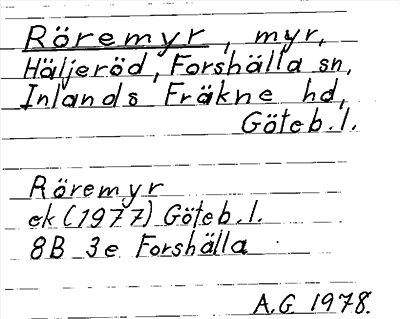 Röremyr, myr,
Häljeröd, Forshälla sn,
Inlands Fräkne hd,
Göteb.l.
Röremyr
ek (1977) Göteb.l.
8B 3e Forshälla
A.G. 1978.